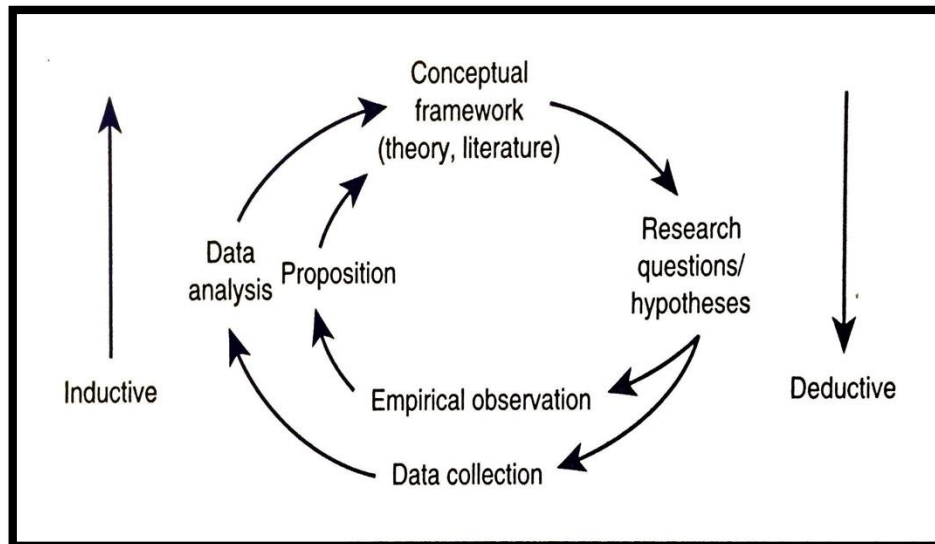 Conceptual
framework
(theory, literature)
Data
analysis
Proposition
Research
questions/
hypotheses
Inductive
Empirical observation
Deductive
Data collection